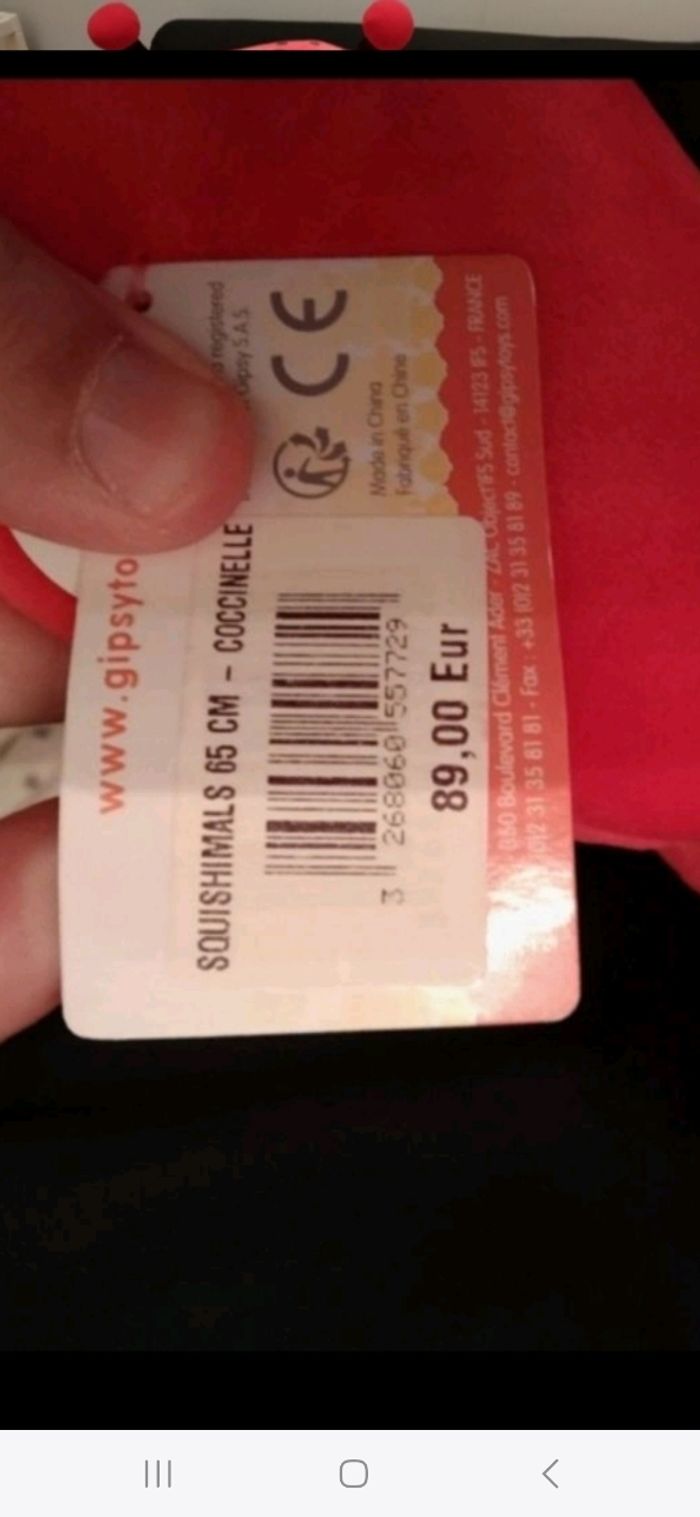 www.gipsyto
registered
Gipsy S.A.S.
CE
Made in China
Fabriqué en Chine
SQUISHIMALS 65 CM - COCCINELLE
3 268060 557729
89,00 Eur
Boulevard Clément Ader - ZAC Object'IFS Sud - 14123 IFS - FRANCE
(0)2 31 35 81 81 - Fax : +33 (0)2 31 35 81 89 - contact@gipsytoys.com